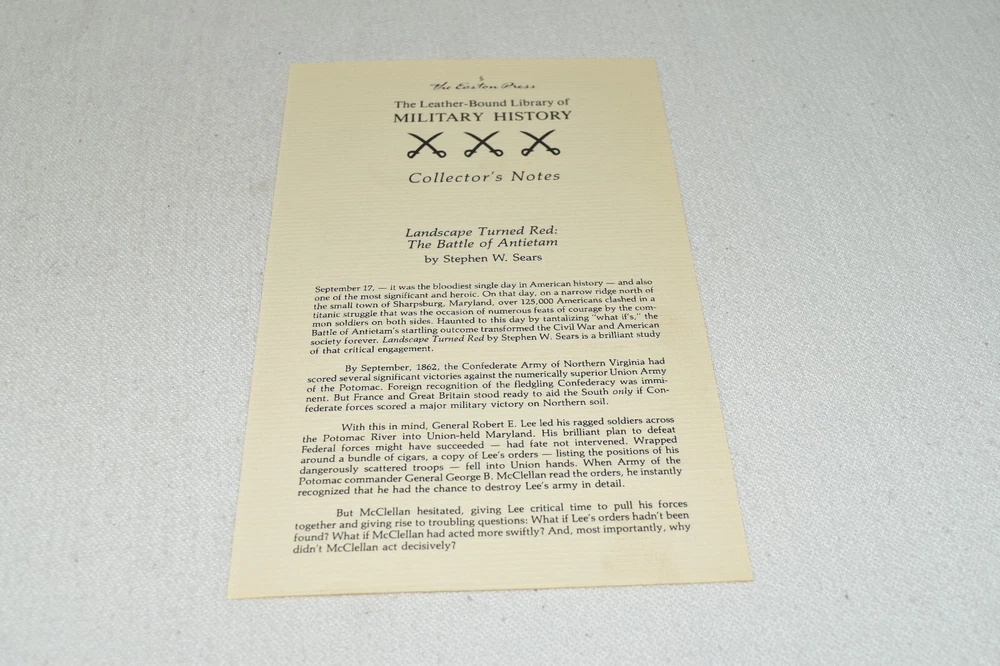 The Easton Press
The Leather-Bound Library of
MILITARY HISTORY
Collector's Notes
Landscape Turned Red:
The Battle of Antietam
by Stephen W. Sears
September 17, — it was the bloodiest single day in American history — and also
one of the most significant and heroic. On that day, on a narrow ridge north of
the small town of Sharpsburg, Maryland, over 125,000 Americans clashed in a
titanic struggle that was the occasion of numerous feats of courage by the com-
mon soldiers on both sides. Haunted to this day by tantalizing "what if's," the
Battle of Antietam's startling outcome transformed the Civil War and American
society forever. Landscape Turned Red by Stephen W. Sears is a brilliant study
of that critical engagement.
By September, 1862, the Confederate Army of Northern Virginia had
scored several significant victories against the numerically superior Union Army
of the Potomac. Foreign recognition of the fledgling Confederacy was immi-
nent. But France and Great Britain stood ready to aid the South only if Con-
federate forces scored a major military victory on Northern soil.
With this in mind, General Robert E. Lee led his ragged soldiers across
the Potomac River into Union-held Maryland. His brilliant plan to defeat
Federal forces might have succeeded — had fate not intervened. Wrapped
around a bundle of cigars, a copy of Lee's orders — listing the positions of his
dangerously scattered troops — fell into Union hands. When Army of the
Potomac commander General George B. McClellan read the orders, he instantly
recognized that he had the chance to destroy Lee's army in detail.
But McClellan hesitated, giving Lee critical time to pull his forces
together and giving rise to troubling questions: What if Lee's orders hadn't been
found? What if McClellan had acted more swiftly? And, most importantly, why
didn't McClellan act decisively?